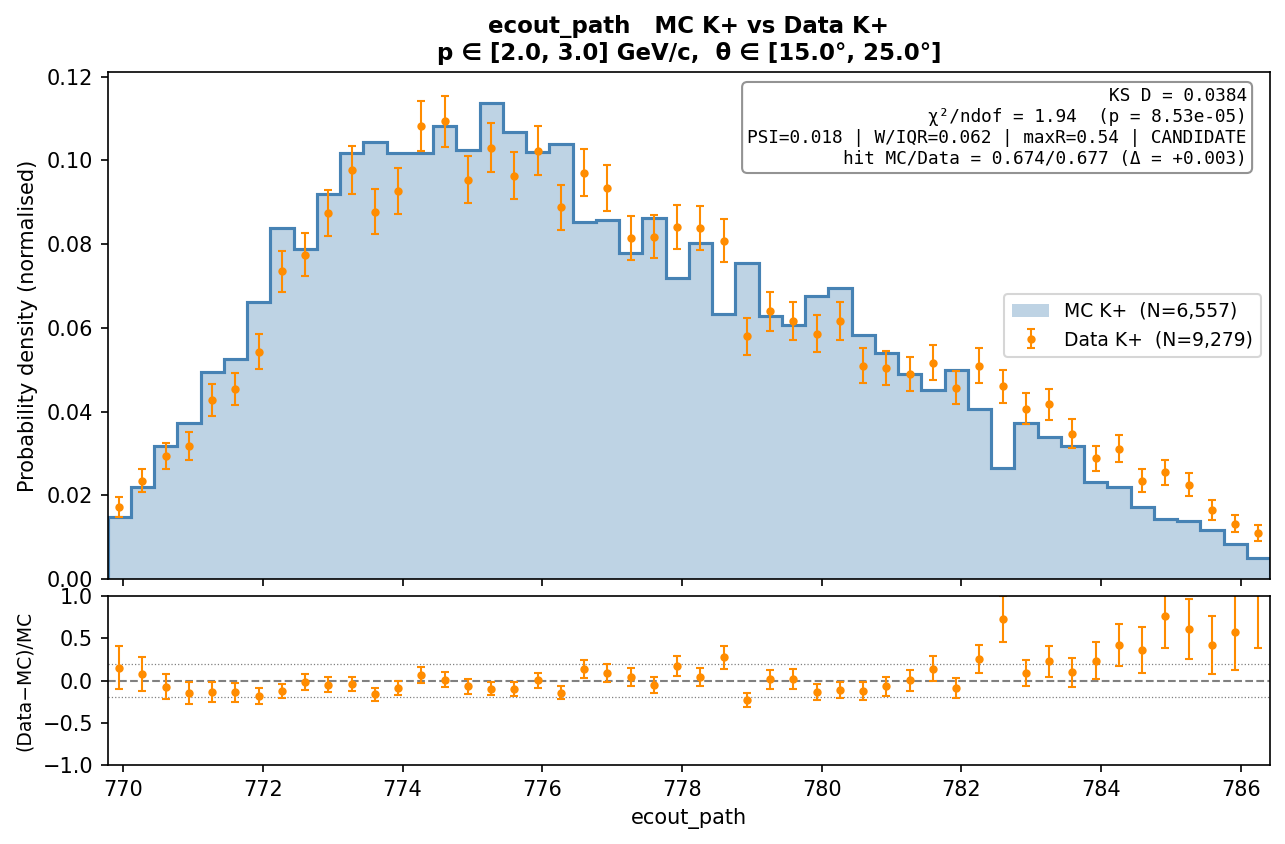 ecout_path   MC K+ vs Data K+
p ∈ [2.0, 3.0] GeV/c,  θ ∈ [15.0°, 25.0°]
Probability density (normalised)
0.12
0.10
0.08
0.06
0.04
0.02
0.00
KS D = 0.0384
χ²/ndof = 1.94  (p = 8.53e-05)
PSI=0.018 | W/IQR=0.062 | maxR=0.54 | CANDIDATE
hit MC/Data = 0.674/0.677 (Δ = +0.003)
MC K+  (N=6,557)
Data K+  (N=9,279)
(Data−MC)/MC
1.0
0.5
0.0
−0.5
−1.0
770 772 774 776 778 780 782 784 786
ecout_path